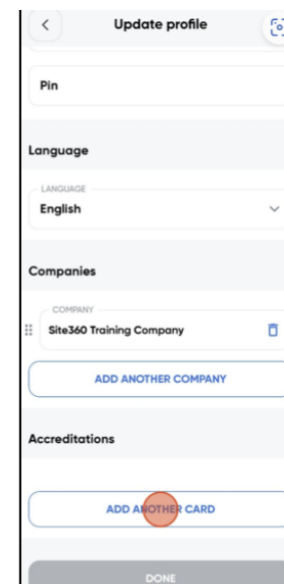 Update profile
Pin
Language
LANGUAGE
English
Companies
COMPANY
Site360 Training Company
ADD ANOTHER COMPANY
Accreditations
ADD ANOTHER CARD
DONE